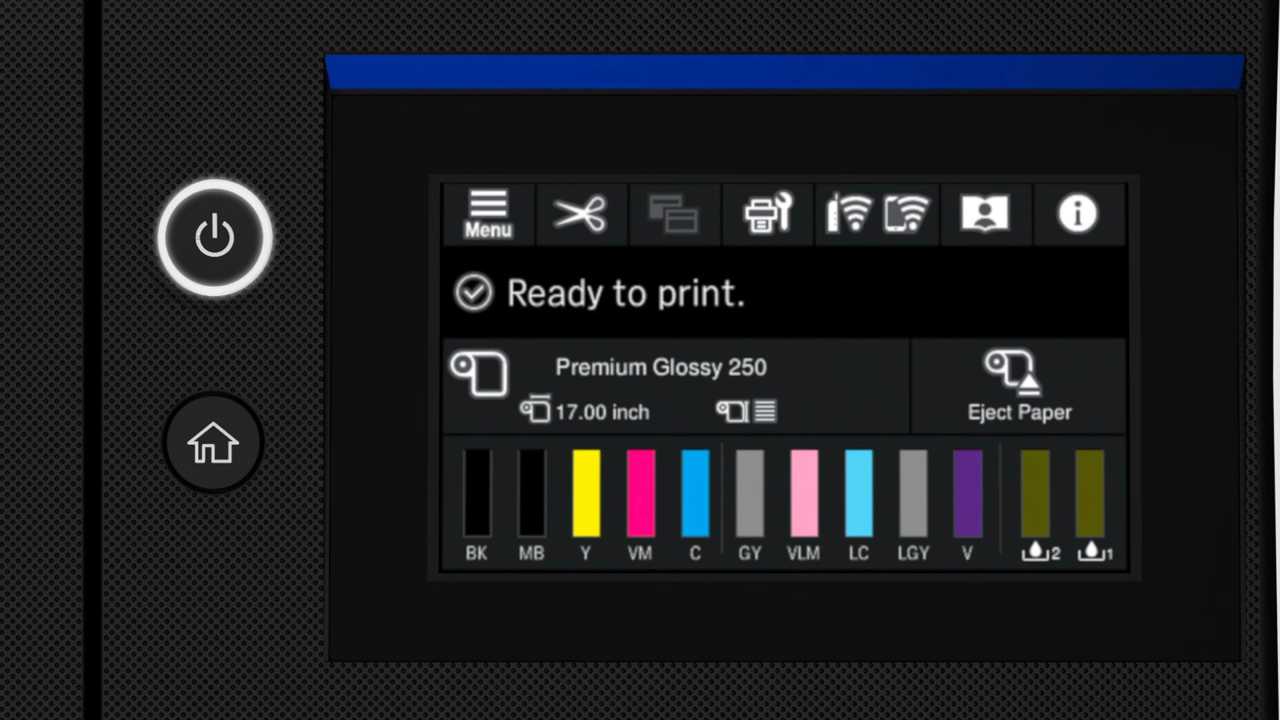 Menu
Ready to print.
Premium Glossy 250
17.00 inch
Eject Paper
BK MB Y VM C GY VLM LC LGY V 2 1